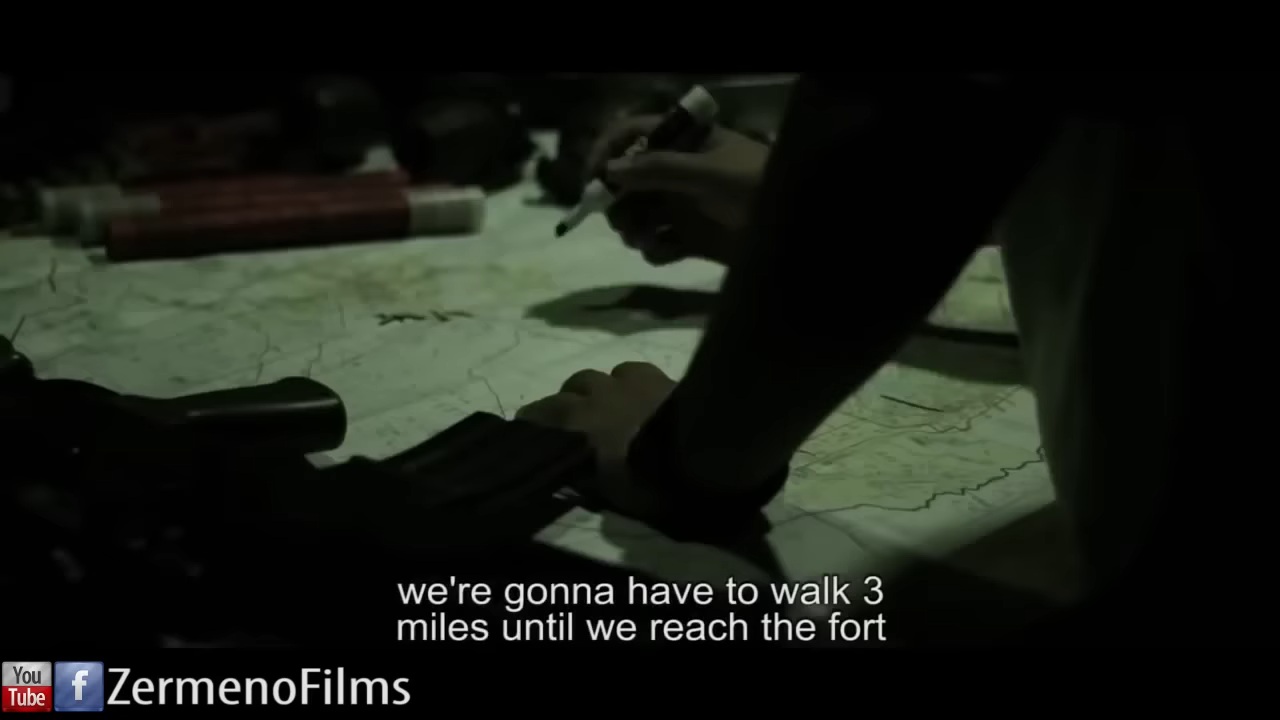 we're gonna have to walk 3
miles until we reach the fort
You
Tube
f
ZermenoFilms